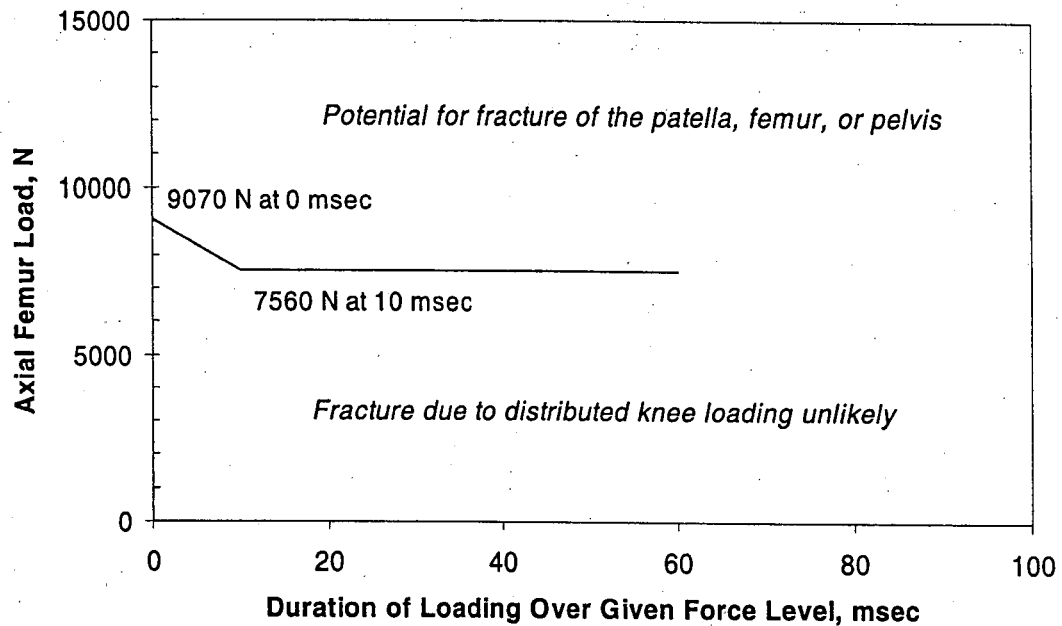 15000
Potential for fracture of the patella, femur, or pelvis
10000
9070 N at 0 msec
7560 N at 10 msec
5000
Fracture due to distributed knee loading unlikely
0
Axial Femur Load, N
0 20 40 60 80 100
Duration of Loading Over Given Force Level, msec